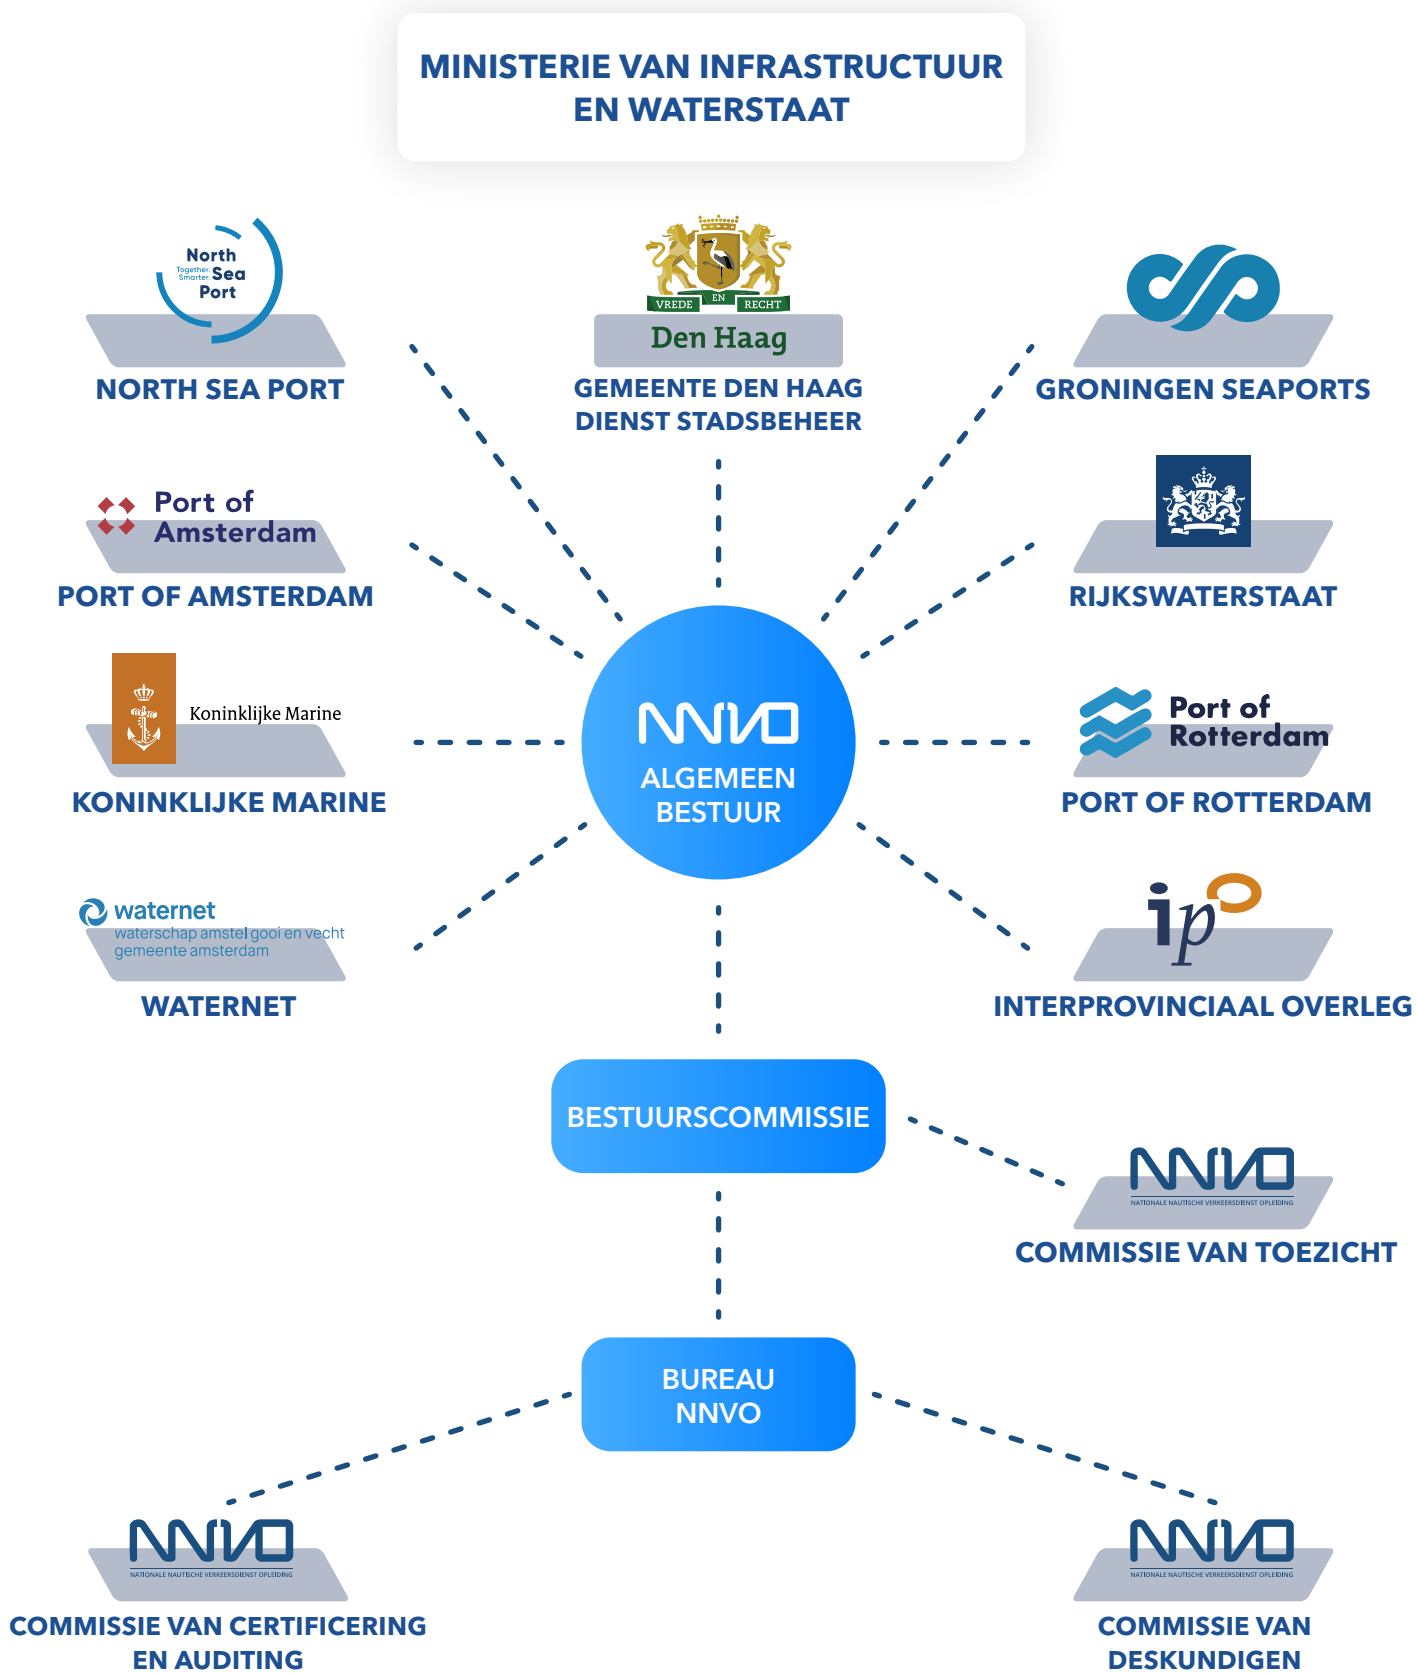 MINISTERIE VAN INFRASTRUCTUUR
EN WATERSTAAT
North
Together.
Smarter.
Sea
Port
NORTH SEA PORT
VREDE EN RECHT
Den Haag
GEMEENTE DEN HAAG
DIENST STADSBEHEER
GRONINGEN SEAPORTS
Port of
Amsterdam
PORT OF AMSTERDAM
RIJKSWATERSTAAT
Koninklijke Marine
KONINKLIJKE MARINE
NNVO
ALGEMEEN
BESTUUR
Port of
Rotterdam
PORT OF ROTTERDAM
waternet
waterschap amstel gooi en vecht
gemeente amsterdam
WATERNET
ipo
INTERPROVINCIAAL OVERLEG
BESTUURSCOMMISSIE
NNVO
NATIONALE NAUTISCHE VERKEERSDIENST OPLEIDING
COMMISSIE VAN TOEZICHT
BUREAU
NNVO
NNVO
NATIONALE NAUTISCHE VERKEERSDIENST OPLEIDING
COMMISSIE VAN CERTIFICERING
EN AUDITING
NNVO
NATIONALE NAUTISCHE VERKEERSDIENST OPLEIDING
COMMISSIE VAN
DESKUNDIGEN